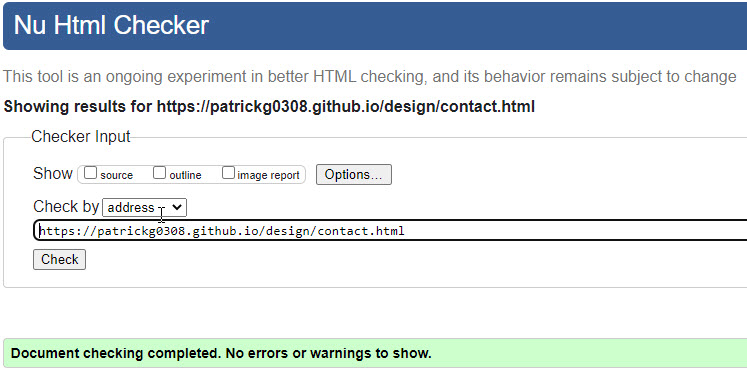 Nu Html Checker
This tool is an ongoing experiment in better HTML checking, and its behavior remains subject to change
Showing results for https://patrickg0308.github.io/design/contact.html
Checker Input
Show source outline image report Options...
Check by address
https://patrickg0308.github.io/design/contact.html
Check
Document checking completed. No errors or warnings to show.